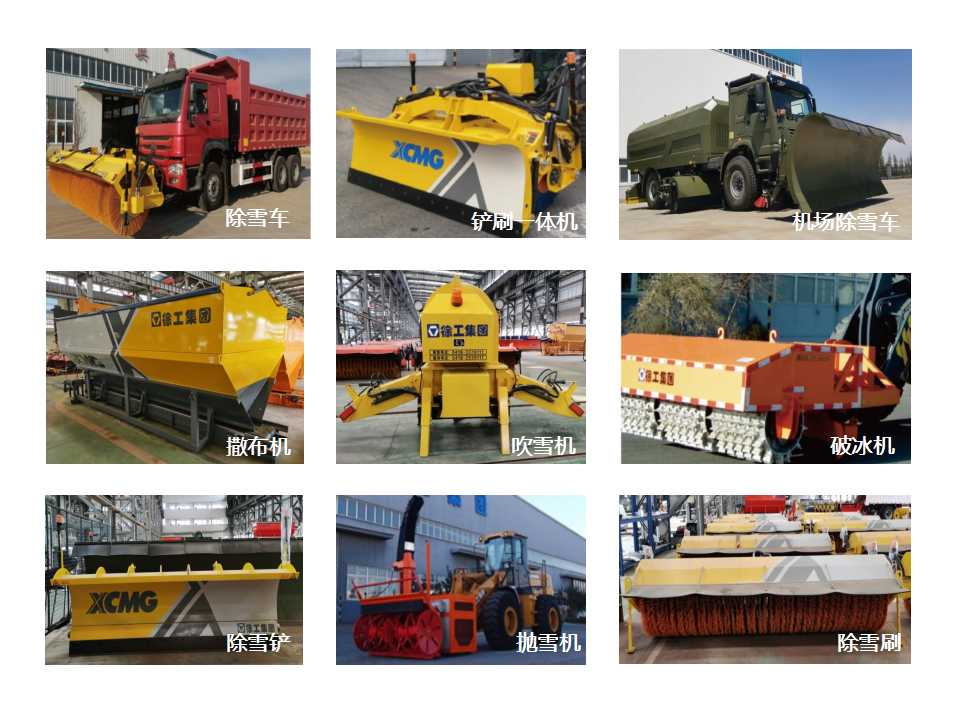 除雪车
XCMG
铲刷一体机
机场除雪车
徐工集团
撒布机
徐工集团
吹雪机
徐工集团
破冰机
XCMG
徐工集团
除雪铲
集团
抛雪机
除雪刷